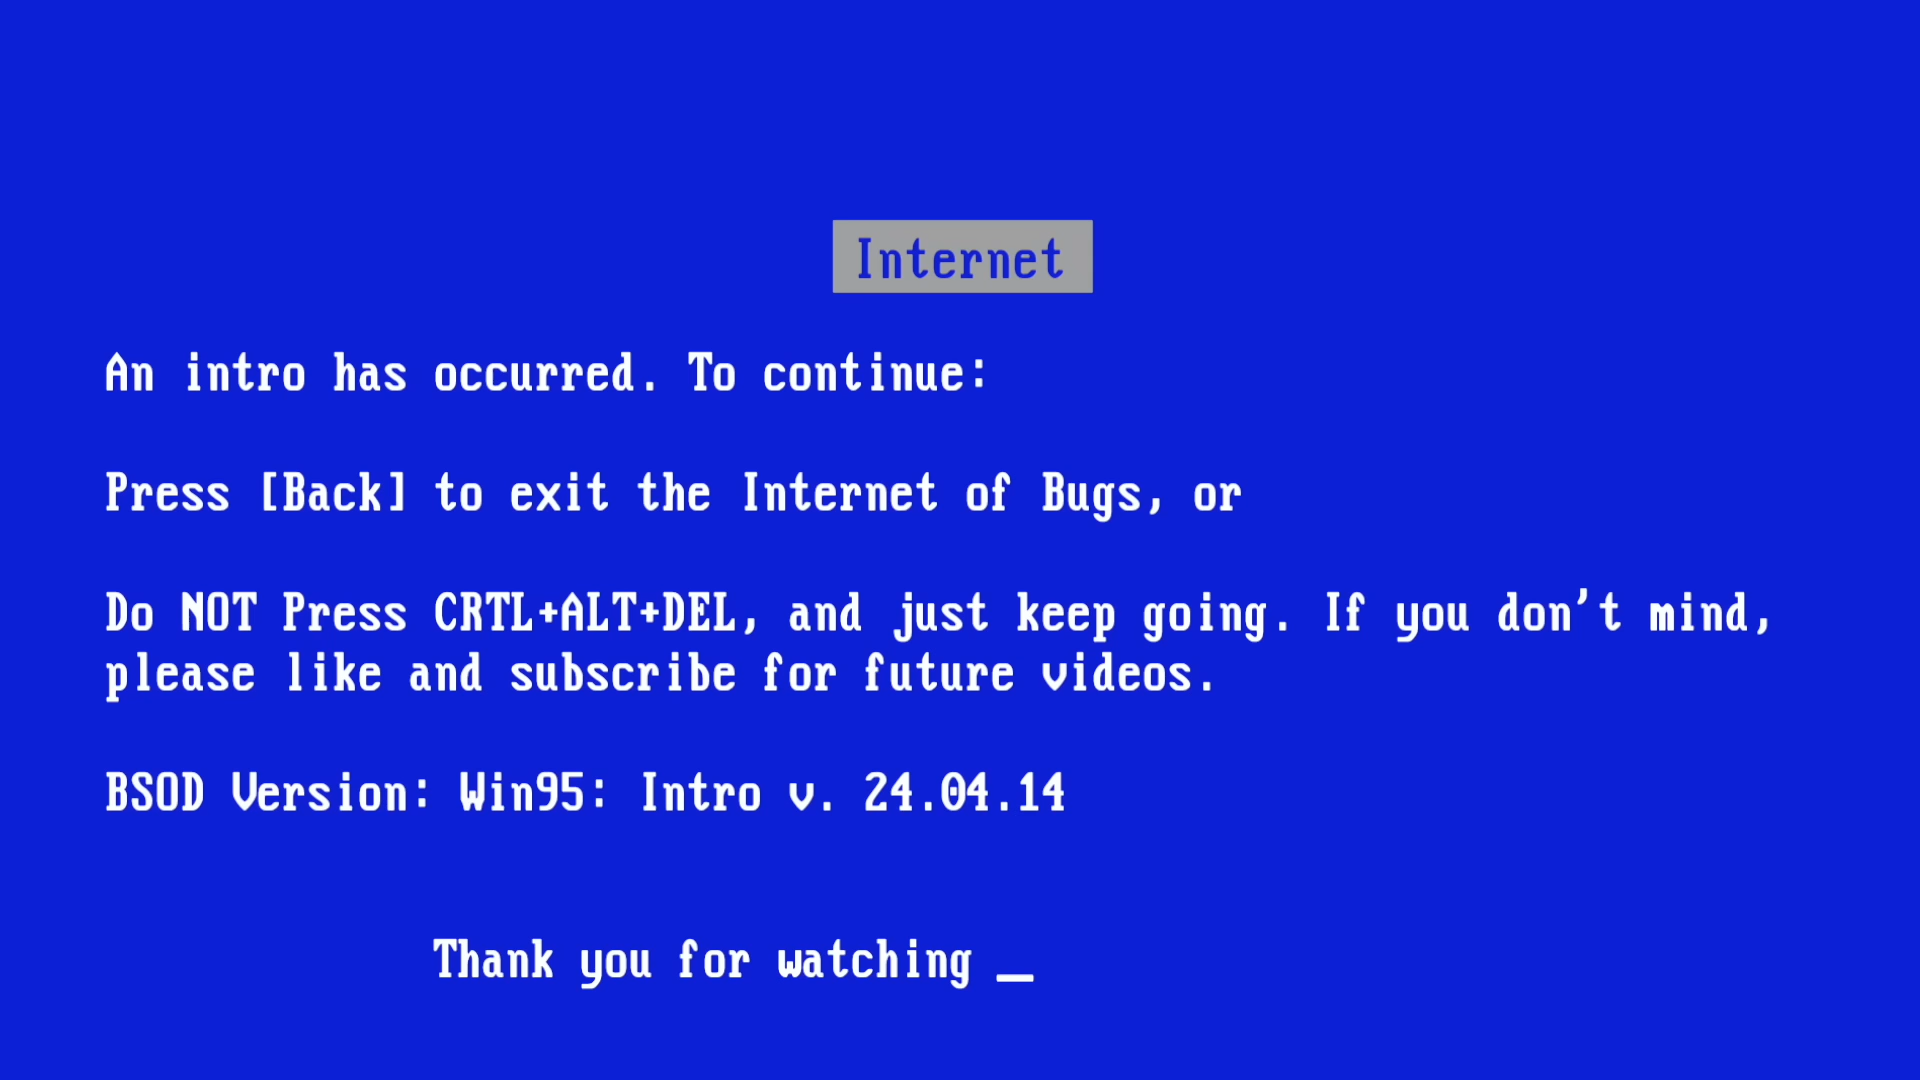 Internet
An intro has occurred. To continue:
Press [Back] to exit the Internet of Bugs, or
Do NOT Press CRTL+ALT+DEL, and just keep going. If you don't mind,
please like and subscribe for future videos.
BSOD Version: Win95: Intro v. 24.04.14
Thank you for watching _